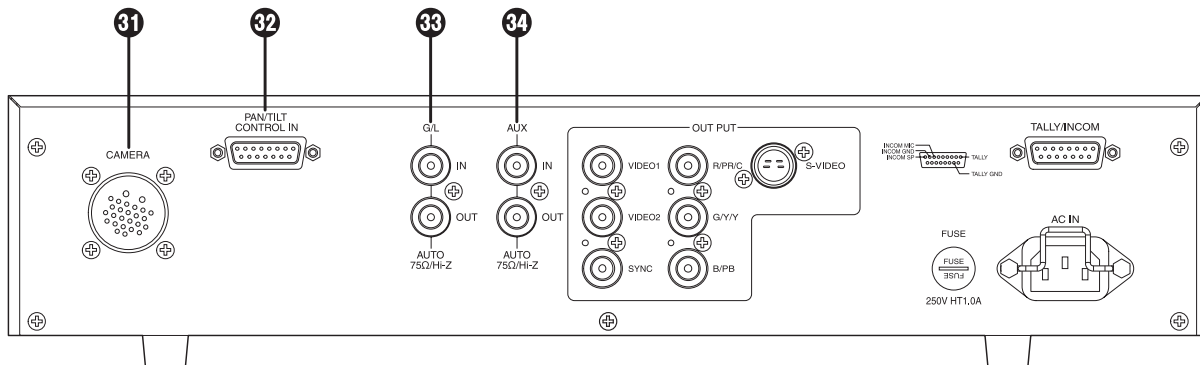 31
32
33
34
PAN/TILT
CONTROL IN
CAMERA
G/L
IN
OUT
AUTO
75Ω/Hi-Z
AUX
IN
OUT
AUTO
75Ω/Hi-Z
OUT PUT
VIDEO1
R/PR/C
S-VIDEO
VIDEO2
G/Y/Y
SYNC
B/PB
INCOM MIC
INCOM GND
INCOM SP
TALLY
TALLY GND
TALLY/INCOM
FUSE
FUSE
FUSE
250V HT1.0A
AC IN